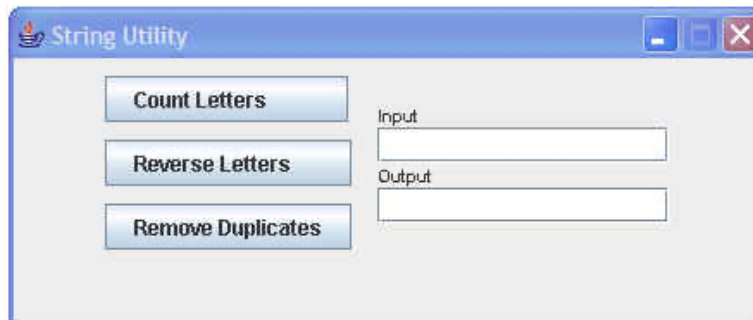 String Utility
Count Letters
Reverse Letters
Remove Duplicates
Input
Output